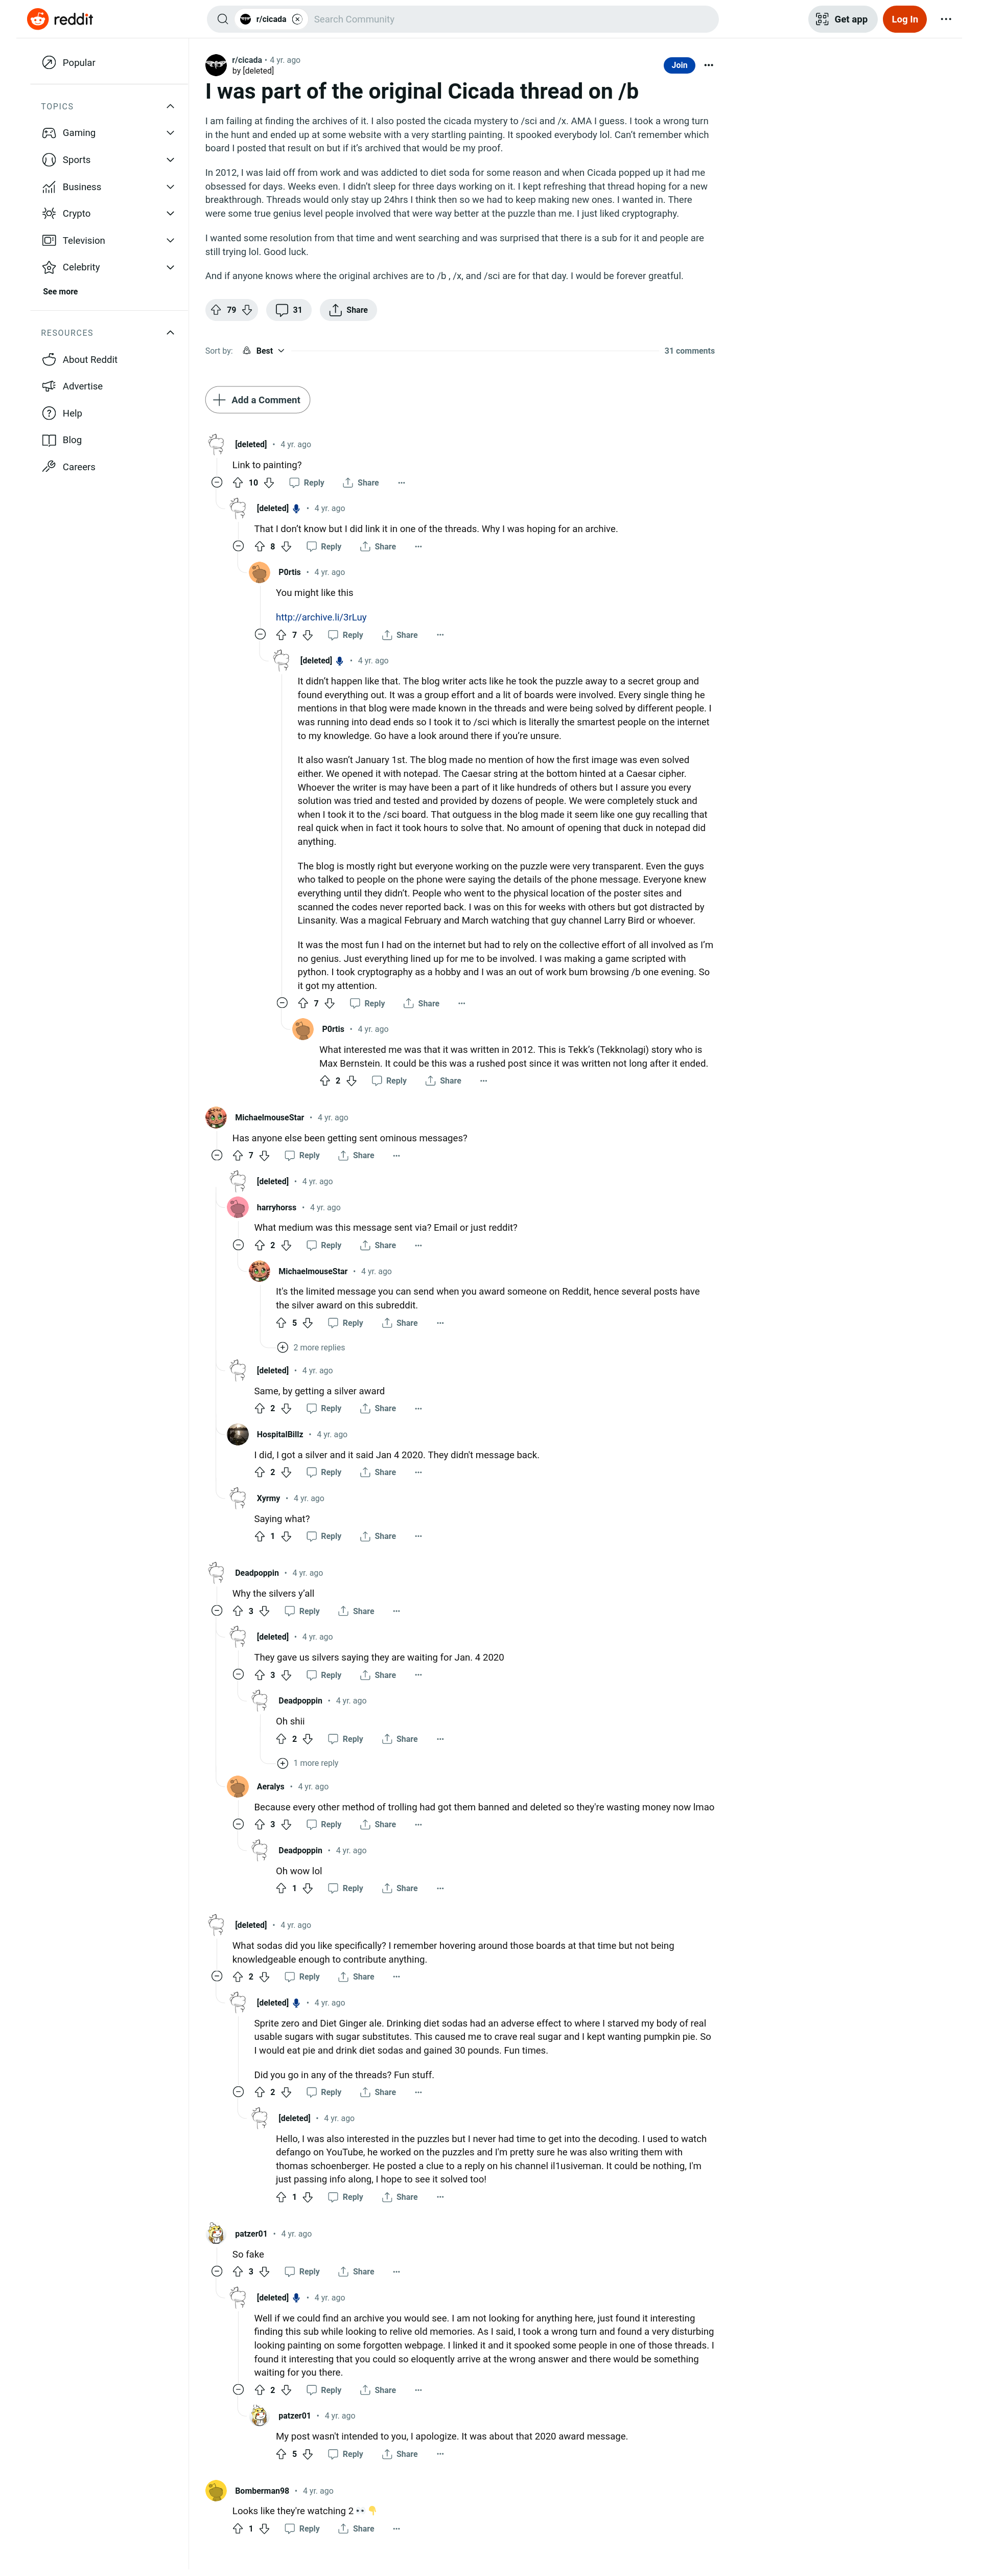 reddit
r/cicada
Search Community
Get app
Log In
Popular
TOPICS
Gaming
Sports
Business
Crypto
Television
Celebrity
See more
RESOURCES
About Reddit
Advertise
Help
Blog
Careers
r/cicada • 4 yr. ago
by [deleted]
Join
I was part of the original Cicada thread on /b
I am failing at finding the archives of it. I also posted the cicada mystery to /sci and /x. AMA I guess. I took a wrong turn
in the hunt and ended up at some website with a very startling painting. It spooked everybody lol. Can’t remember which
board I posted that result on but if it’s archived that would be my proof.
In 2012, I was laid off from work and was addicted to diet soda for some reason and when Cicada popped up it had me
obsessed for days. Weeks even. I didn’t sleep for three days working on it. I kept refreshing that thread hoping for a new
breakthrough. Threads would only stay up 24hrs I think then so we had to keep making new ones. I wanted in. There
were some true genius level people involved that were way better at the puzzle than me. I just liked cryptography.
I wanted some resolution from that time and went searching and was surprised that there is a sub for it and people are
still trying lol. Good luck.
And if anyone knows where the original archives are to /b , /x, and /sci are for that day. I would be forever greatful.
79
31
Share
Sort by:
Best
31 comments
Add a Comment
[deleted] • 4 yr. ago
Link to painting?
10 Reply Share
[deleted] • 4 yr. ago
That I don’t know but I did link it in one of the threads. Why I was hoping for an archive.
8 Reply Share
P0rtis • 4 yr. ago
You might like this
http://archive.li/3rLuy
7 Reply Share
[deleted] • 4 yr. ago
It didn’t happen like that. The blog writer acts like he took the puzzle away to a secret group and
found everything out. It was a group effort and a lit of boards were involved. Every single thing he
mentions in that blog were made known in the threads and were being solved by different people. I
was running into dead ends so I took it to /sci which is literally the smartest people on the internet
to my knowledge. Go have a look around there if you’re unsure.
It also wasn’t January 1st. The blog made no mention of how the first image was even solved
either. We opened it with notepad. The Caesar string at the bottom hinted at a Caesar cipher.
Whoever the writer is may have been a part of it like hundreds of others but I assure you every
solution was tried and tested and provided by dozens of people. We were completely stuck and
when I took it to the /sci board. That outguess in the blog made it seem like one guy recalling that
real quick when in fact it took hours to solve that. No amount of opening that duck in notepad did
anything.
The blog is mostly right but everyone working on the puzzle were very transparent. Even the guys
who talked to people on the phone were saying the details of the phone message. Everyone knew
everything until they didn’t. People who went to the physical location of the poster sites and
scanned the codes never reported back. I was on this for weeks with others but got distracted by
Linsanity. Was a magical February and March watching that guy channel Larry Bird or whoever.
It was the most fun I had on the internet but had to rely on the collective effort of all involved as I’m
no genius. Just everything lined up for me to be involved. I was making a game scripted with
python. I took cryptography as a hobby and I was an out of work bum browsing /b one evening. So
it got my attention.
7 Reply Share
P0rtis • 4 yr. ago
What interested me was that it was written in 2012. This is Tekk’s (Tekknolagi) story who is
Max Bernstein. It could be this was a rushed post since it was written not long after it ended.
2 Reply Share
MichaelmouseStar • 4 yr. ago
Has anyone else been getting sent ominous messages?
7 Reply Share
[deleted] • 4 yr. ago
harryhorss • 4 yr. ago
What medium was this message sent via? Email or just reddit?
2 Reply Share
MichaelmouseStar • 4 yr. ago
It's the limited message you can send when you award someone on Reddit, hence several posts have
the silver award on this subreddit.
5 Reply Share
2 more replies
[deleted] • 4 yr. ago
Same, by getting a silver award
2 Reply Share
HospitalBillz • 4 yr. ago
I did, I got a silver and it said Jan 4 2020. They didn't message back.
2 Reply Share
Xyrmy • 4 yr. ago
Saying what?
1 Reply Share
Deadpoppin • 4 yr. ago
Why the silvers y’all
3 Reply Share
[deleted] • 4 yr. ago
They gave us silvers saying they are waiting for Jan. 4 2020
3 Reply Share
Deadpoppin • 4 yr. ago
Oh shii
2 Reply Share
1 more reply
Aeralys • 4 yr. ago
Because every other method of trolling had got them banned and deleted so they're wasting money now lmao
3 Reply Share
Deadpoppin • 4 yr. ago
Oh wow lol
1 Reply Share
[deleted] • 4 yr. ago
What sodas did you like specifically? I remember hovering around those boards at that time but not being
knowledgeable enough to contribute anything.
2 Reply Share
[deleted] • 4 yr. ago
Sprite zero and Diet Ginger ale. Drinking diet sodas had an adverse effect to where I starved my body of real
usable sugars with sugar substitutes. This caused me to crave real sugar and I kept wanting pumpkin pie. So
I would eat pie and drink diet sodas and gained 30 pounds. Fun times.
Did you go in any of the threads? Fun stuff.
2 Reply Share
[deleted] • 4 yr. ago
Hello, I was also interested in the puzzles but I never had time to get into the decoding. I used to watch
defango on YouTube, he worked on the puzzles and I'm pretty sure he was also writing them with
thomas schoenberger. He posted a clue to a reply on his channel il1usiveman. It could be nothing, I'm
just passing info along, I hope to see it solved too!
1 Reply Share
patzer01 • 4 yr. ago
So fake
3 Reply Share
[deleted] • 4 yr. ago
Well if we could find an archive you would see. I am not looking for anything here, just found it interesting
finding this sub while looking to relive old memories. As I said, I took a wrong turn and found a very disturbing
looking painting on some forgotten webpage. I linked it and it spooked some people in one of those threads. I
found it interesting that you could so eloquently arrive at the wrong answer and there would be something
waiting for you there.
2 Reply Share
patzer01 • 4 yr. ago
My post wasn't intended to you, I apologize. It was about that 2020 award message.
5 Reply Share
Bomberman98 • 4 yr. ago
Looks like they're watching 2 👀 👇
1 Reply Share